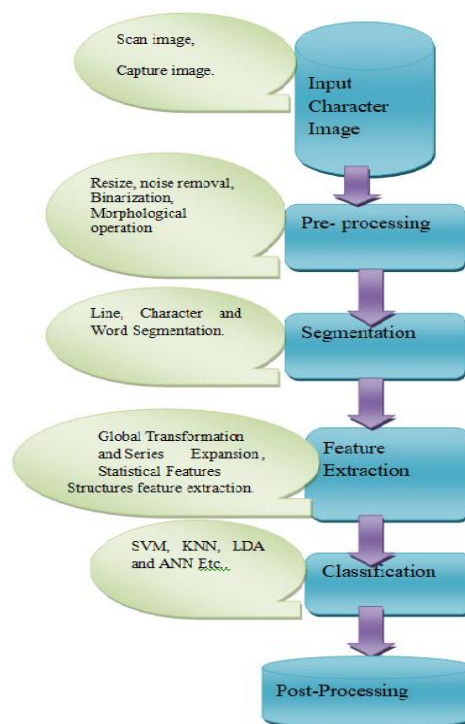 Scan image,
Capture image.
Input
Character
Image
Resize, noise removal,
Binarization,
Morphological
operation
Pre- processing
Line, Character and
Word Segmentation.
Segmentation
Global Transformation
and Series Expansion,
Statistical Features
Structures feature extraction.
Feature
Extraction
SVM, KNN, LDA
and ANN Etc..
Classification
Post-Processing